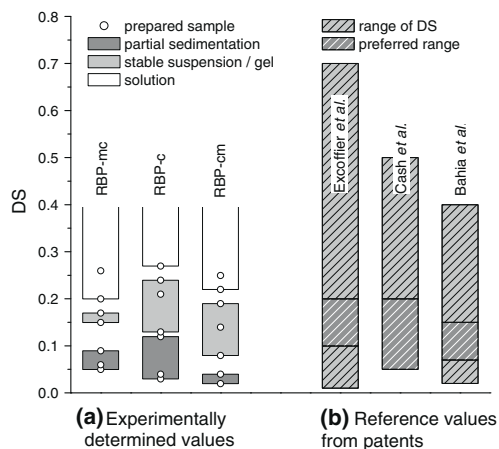 prepared sample
partial sedimentation
stable suspension / gel
solution
range of DS
preferred range
0.8
0.7
0.6
0.5
0.4
0.3
0.2
0.1
0.0
DS
RBP-mc
RBP-c
RBP-cm
Excoffier et al.
Cash et al.
Bahia et al.
(a) Experimentally
determined values
(b) Reference values
from patents